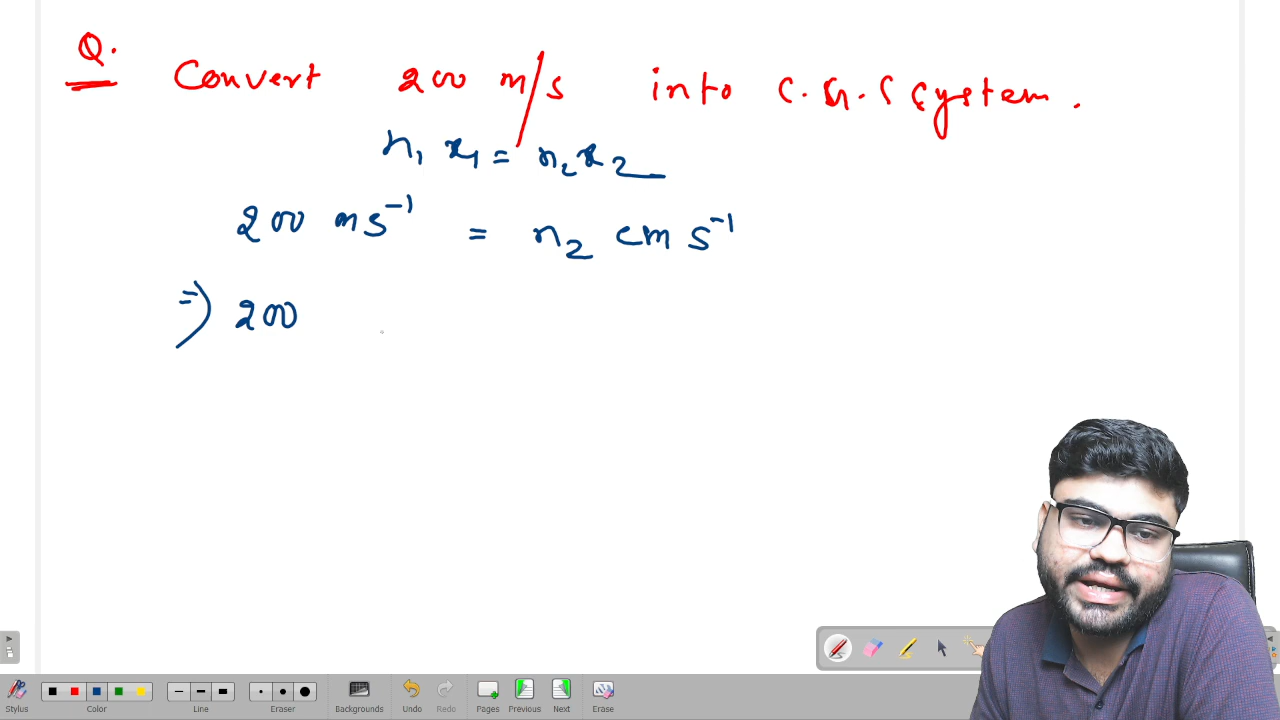 Q. Convert 200 m/s into C.G.S system.
n₁ x₁ = n₂ x₂
200 ms⁻¹ = n₂ cm s⁻¹
⇒ 200
Stylus
Color
Line
Eraser
Backgrounds
Undo
Redo
Pages
Previous
Next
Erase